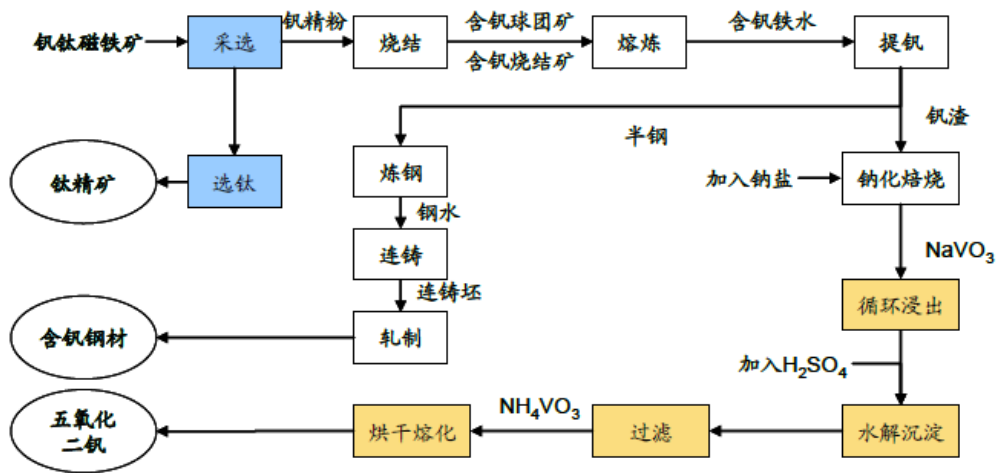 钒钛磁铁矿
采选
钒精粉
烧结
含钒球团矿
含钒烧结矿
熔炼
含钒铁水
提钒
半钢
钒渣
钛精矿
选钛
炼钢
加入钠盐
钠化焙烧
钢水
连铸
NaVO₃
连铸坯
循环浸出
含钒钢材
轧制
加入H₂SO₄
五氧化
二钒
烘干熔化
NH₄VO₃
过滤
水解沉淀